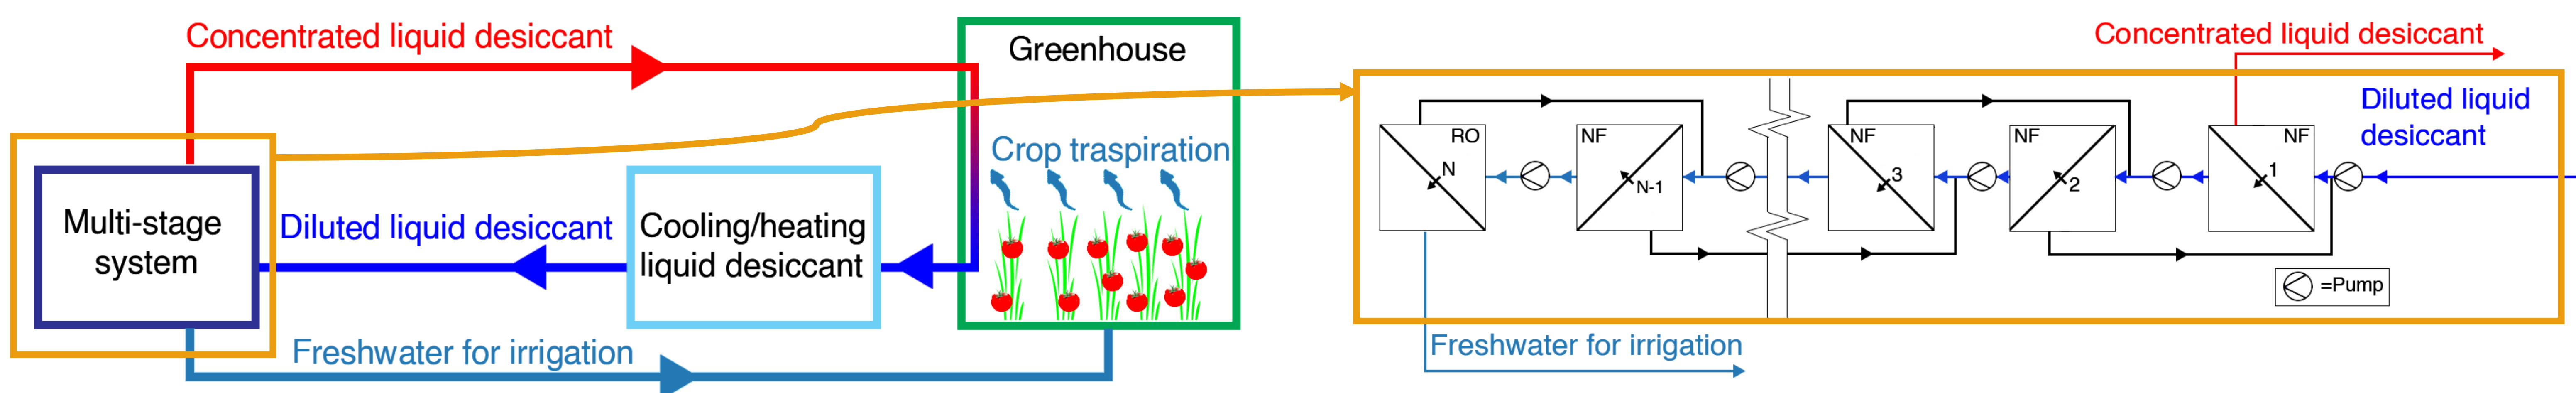 Concentrated liquid desiccant
Greenhouse
Crop traspiration
Multi-stage
system
Diluted liquid desiccant
Cooling/heating
liquid desiccant
Freshwater for irrigation
Concentrated liquid desiccant
Diluted liquid
desiccant
RO
N
NF
N-1
NF
3
NF
2
NF
1
=Pump
Freshwater for irrigation